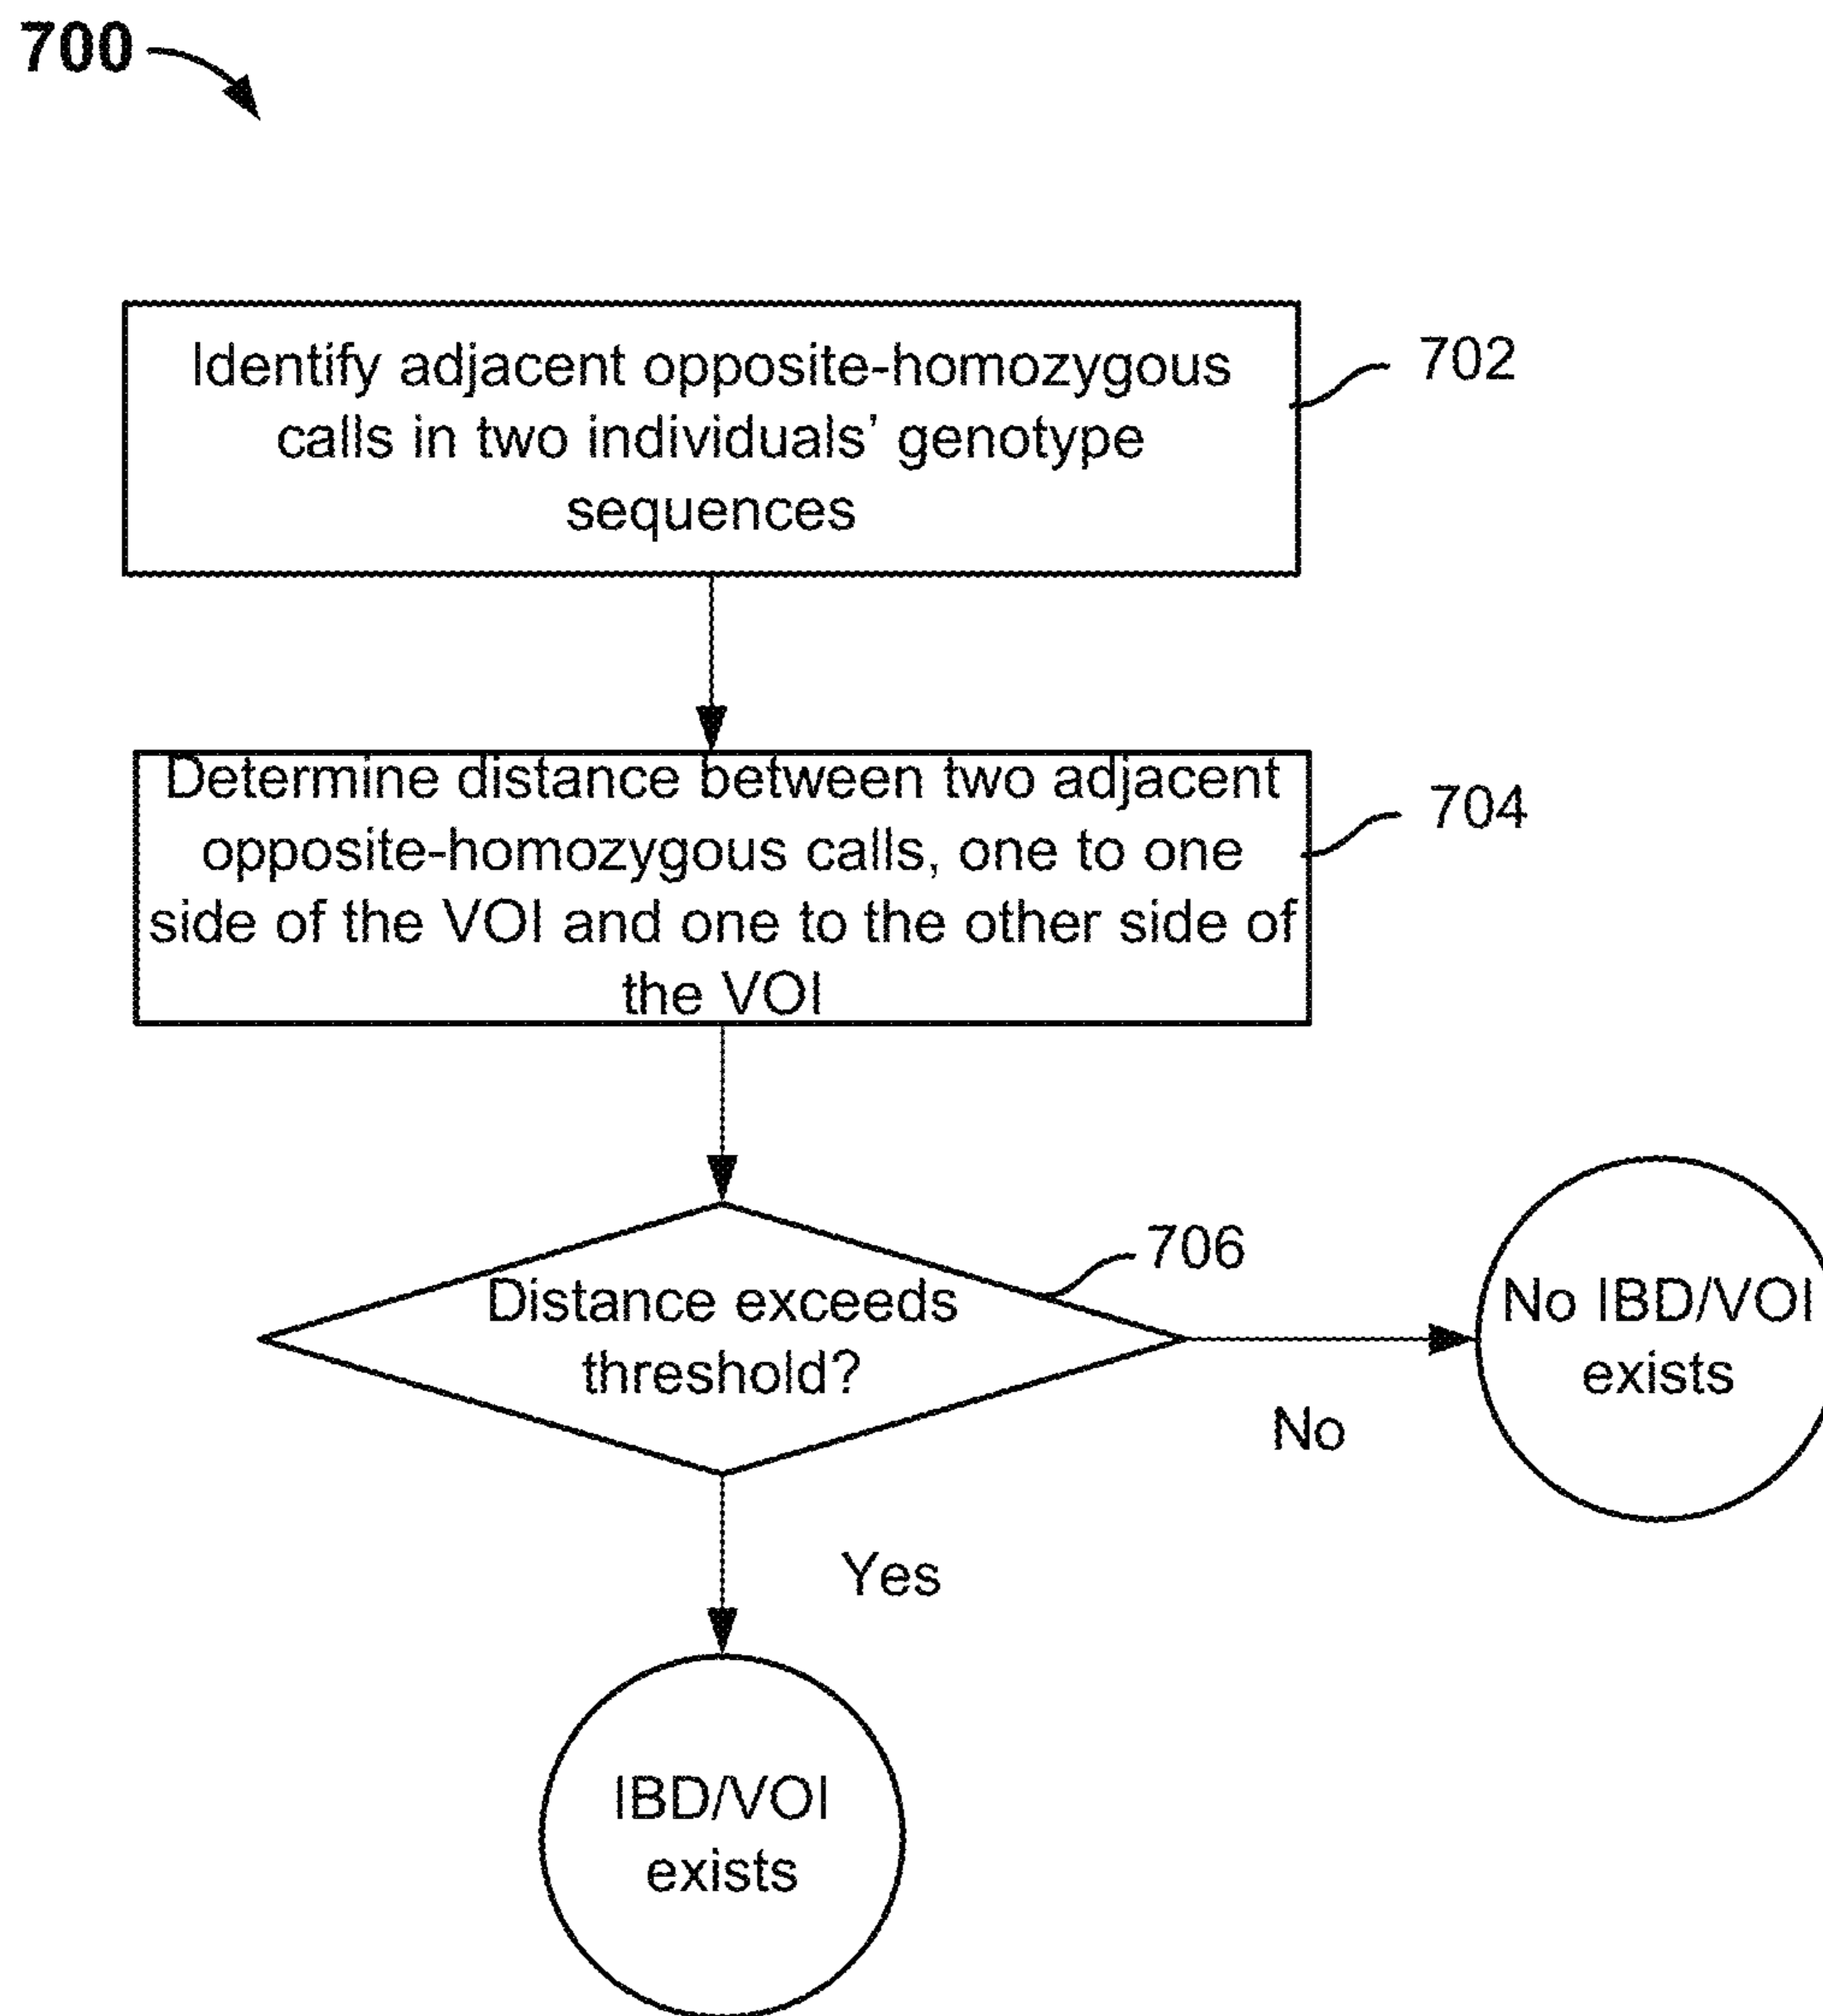 700
Identify adjacent opposite-homozygous
calls in two individuals’ genotype
sequences
702
Determine distance between two adjacent
opposite-homozygous calls, one to one
side of the VOI and one to the other side of
the VOI
704
Distance exceeds
threshold?
706
No IBD/VOI
exists
No
Yes
IBD/VOI
exists